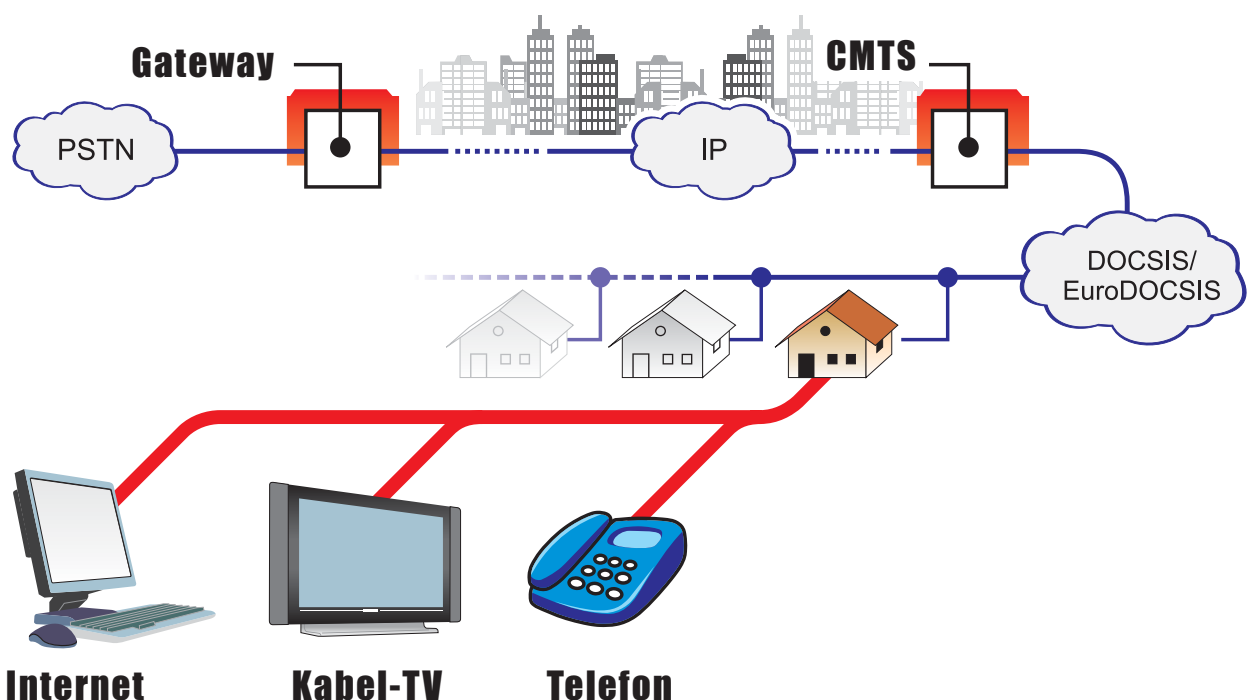 Gateway
CMTS
PSTN
IP
DOCSIS/
EuroDOCSIS
Internet
Kabel-TV
Telefon